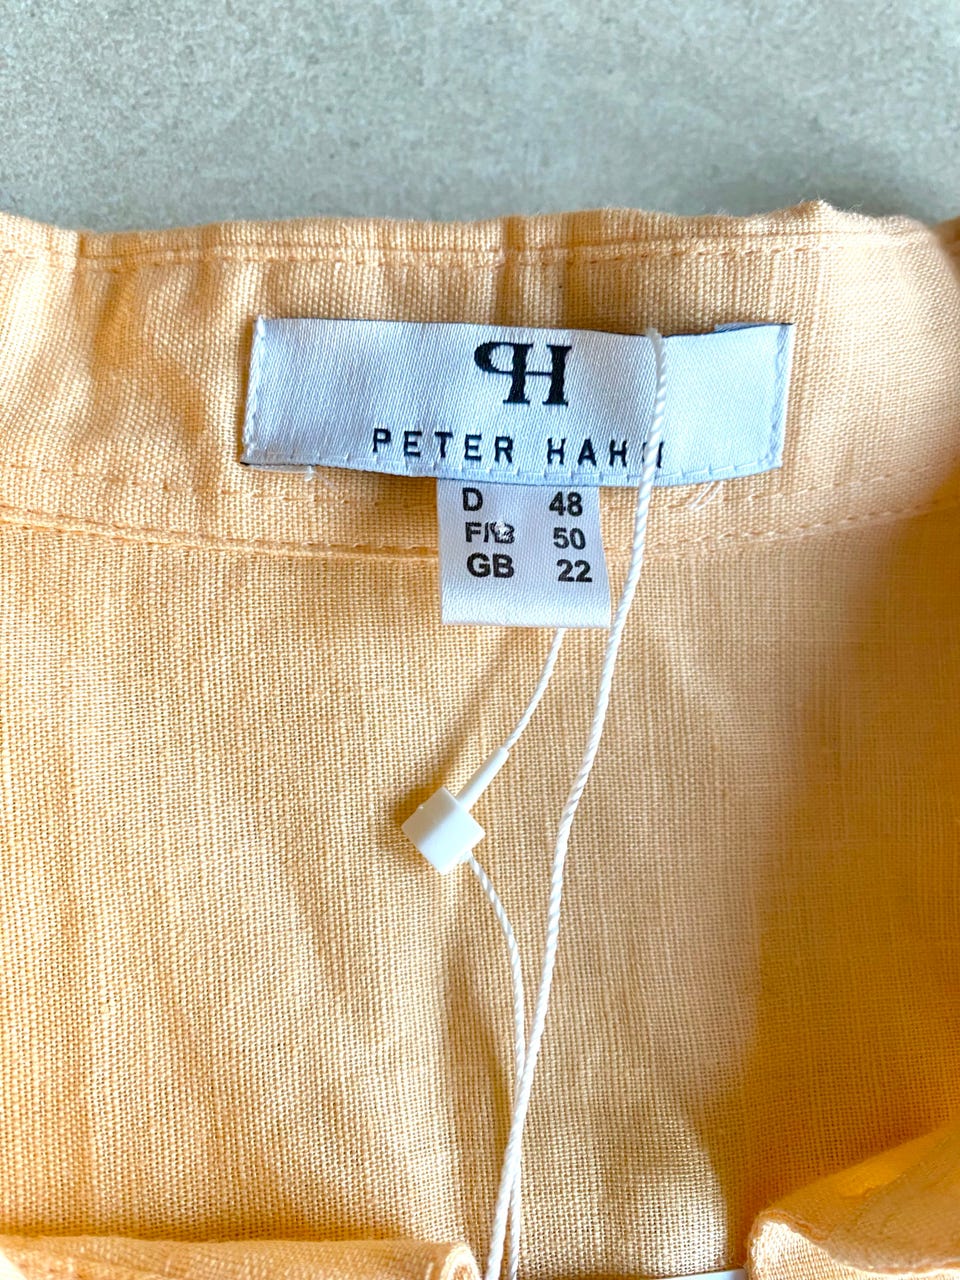 PH
PETER HAHN
D 48
F/B 50
GB 22